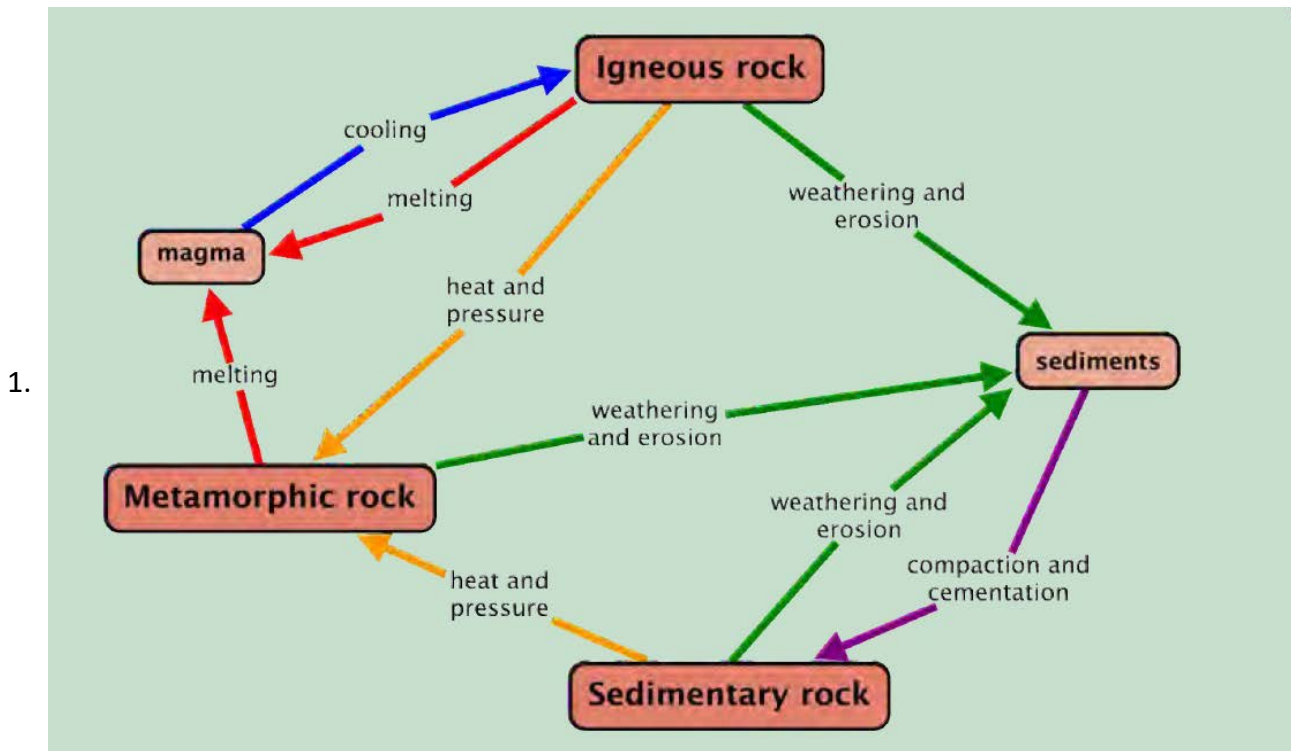 Igneous rock
cooling
melting
weathering and
erosion
magma
heat and
pressure
1.
melting
sediments
weathering
and erosion
Metamorphic rock
weathering and
erosion
compaction and
cementation
heat and
pressure
Sedimentary rock